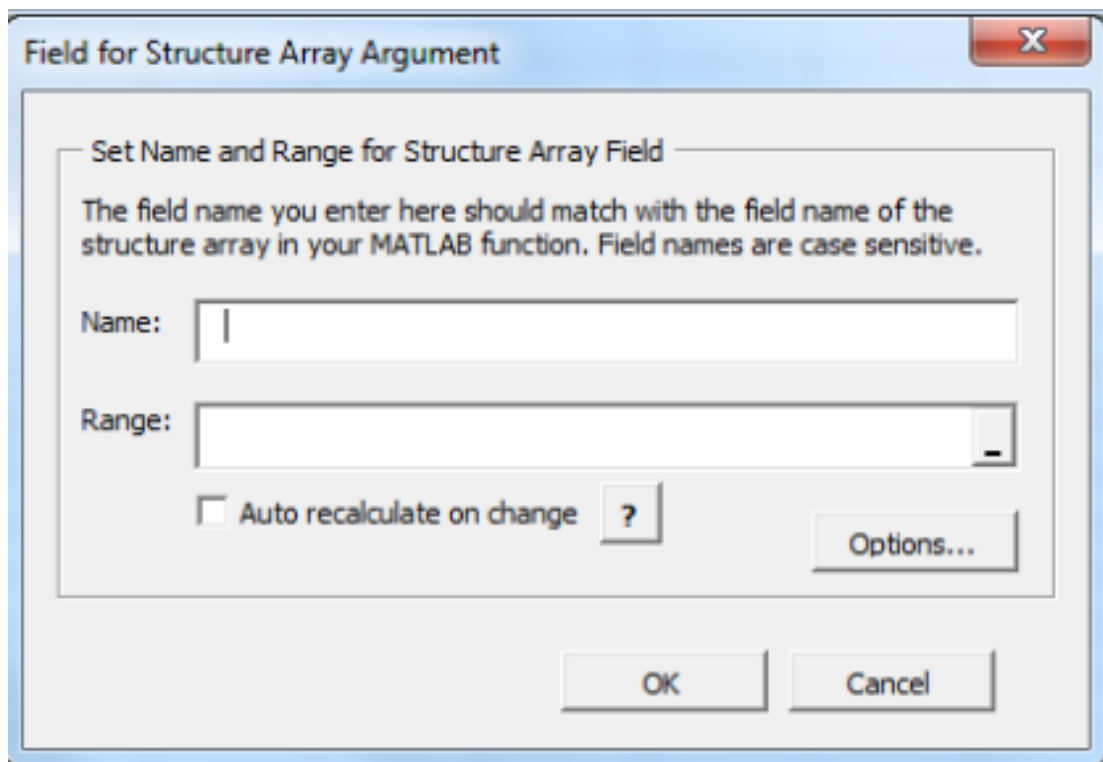 Field for Structure Array Argument
Set Name and Range for Structure Array Field
The field name you enter here should match with the field name of the
structure array in your MATLAB function. Field names are case sensitive.
Name:
Range:
Auto recalculate on change ?
Options...
OK Cancel